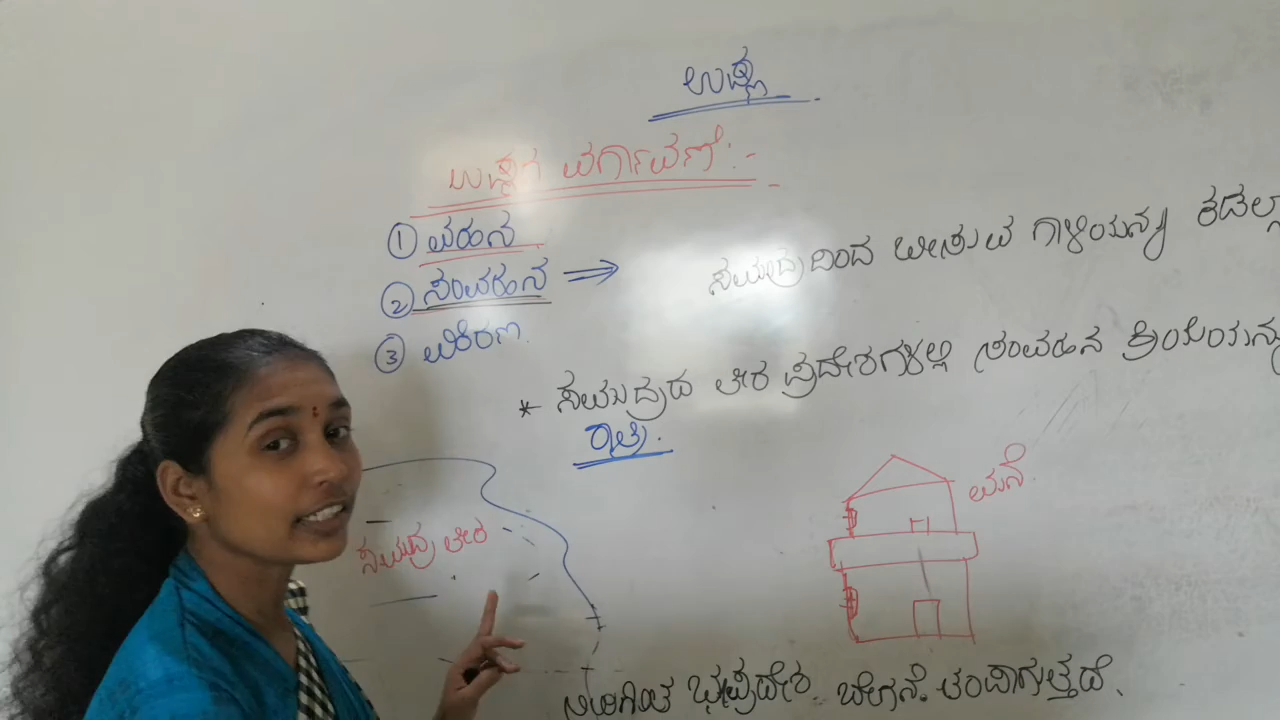 ಉಷ್ಣ
ಉಷ್ಣದ ವರ್ಗಾವಣೆ :-
① ವಹನ
② ಸಂವಹನ ⇒ ಸಮುದ್ರದಿಂದ ಬೀಸುವ ಗಾಳಿಯನ್ನು ಕಡಲ
③ ವಿಕಿರಣ
* ಸಮುದ್ರದ ತೀರ ಪ್ರದೇಶಗಳಲ್ಲಿ ಸಂವಹನ ಕ್ರಿಯೆಯನ್ನು
ರಾತ್ರಿ.
ಮನೆ.
ಸಮುದ್ರ ತೀರ
ನೀರಿಗಿಂತ ಭೂಪ್ರದೇಶ ಬೇಗನೆ ತಂಪಾಗುತ್ತದೆ.